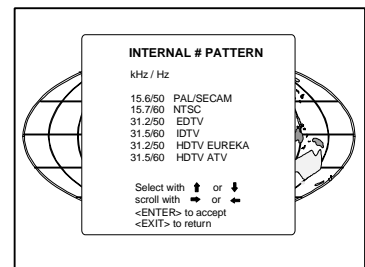 INTERNAL # PATTERN
kHz / Hz
15.6/50 PAL/SECAM
15.7/60 NTSC
31.2/50 EDTV
31.5/60 IDTV
31.2/50 HDTV EUREKA
31.5/60 HDTV ATV
Select with ⬆ or ⬇
scroll with ➡ or ⬅
<ENTER> to accept
<EXIT> to return